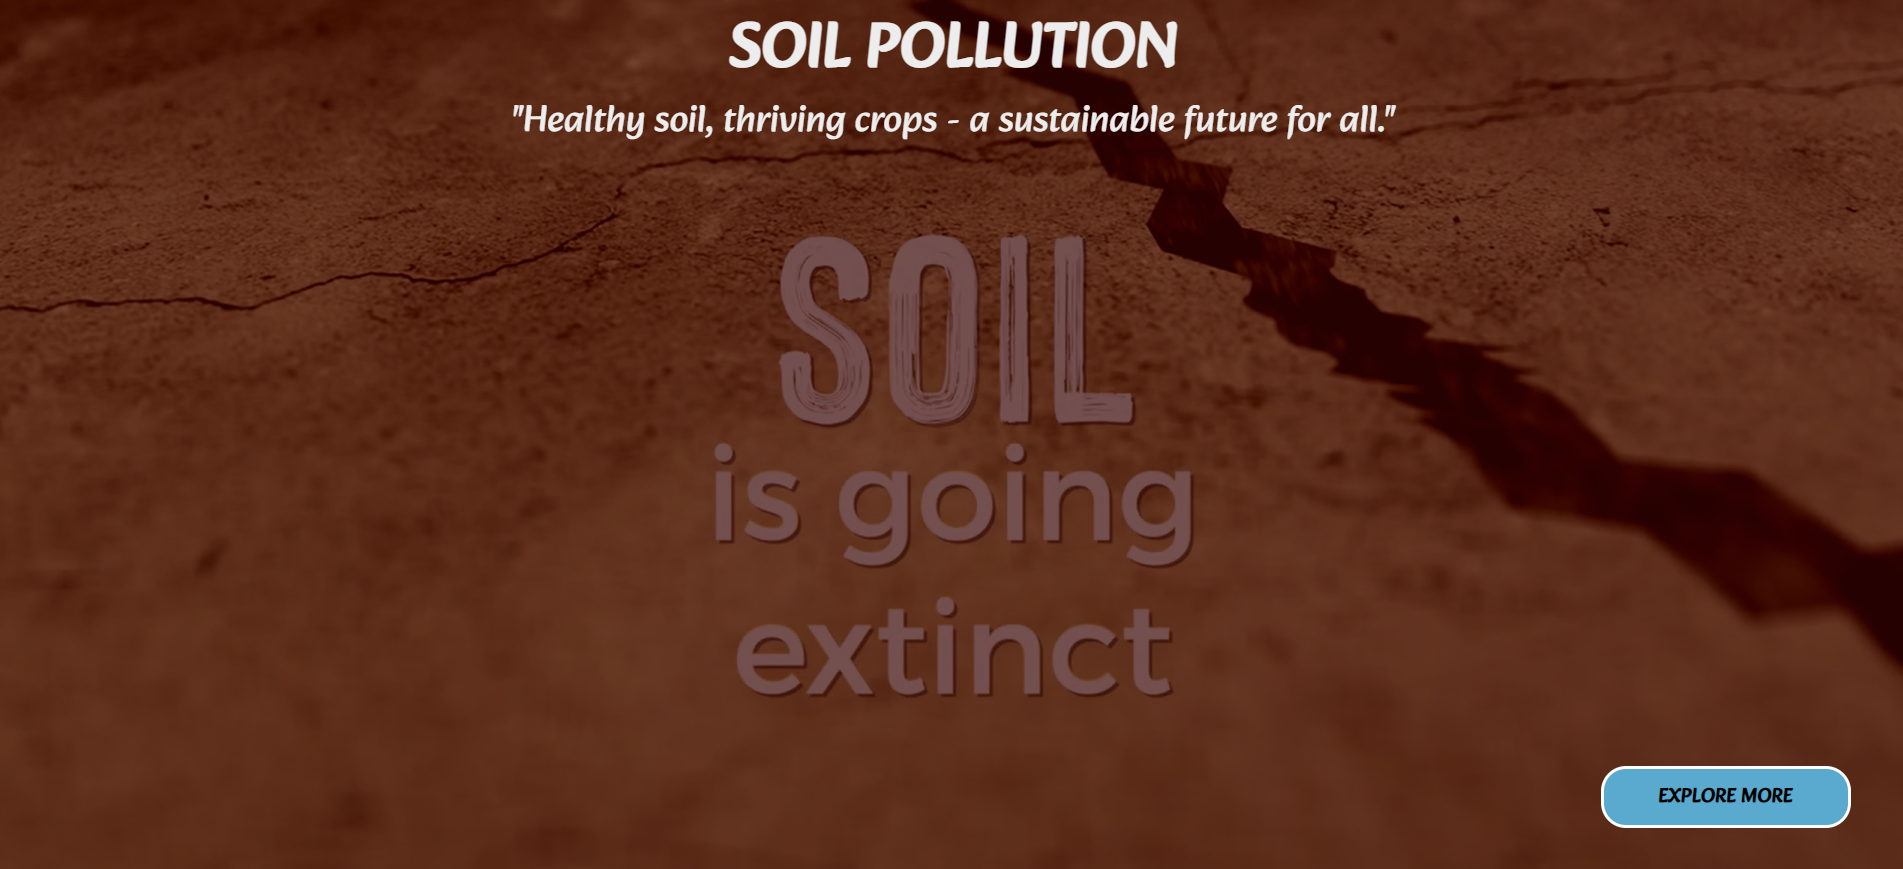 SOIL POLLUTION
"Healthy soil, thriving crops - a sustainable future for all."
SOIL
is going
extinct
EXPLORE MORE